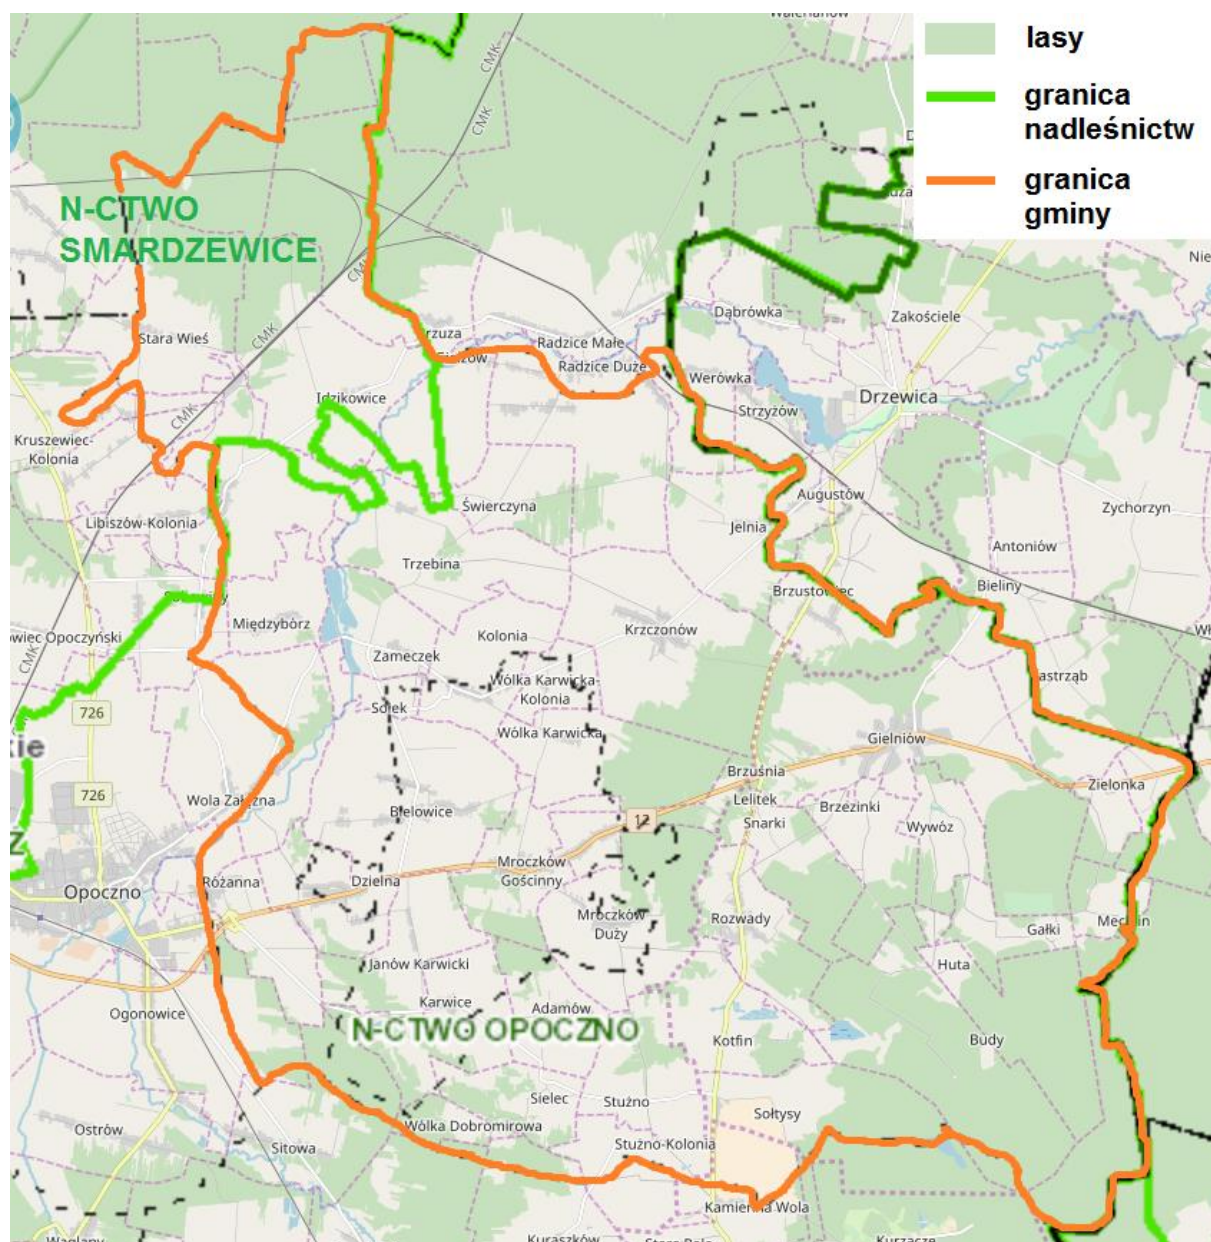 lasy
granica
nadleśnictw
granica
gminy
CMK
CMK
N-CTWO
SMARDZEWICE
CMK
Stara Wieś
CMK
Radzice Małe
Radzice Duże
Dąbrówka
Zakościele
Werówka
Strzyżów
Drzewica
Idzikowice
CMK
Kruszewiec-
Kolonia
Świerczyna
Augustów
Zychorzyn
Libiszów-Kolonia
Jelnia
Antoniów
Trzebina
Brzustowiec
Bieliny
Międzybórz
Kolonia
Krzczonów
CMK
Zameczek
Wólka Karwicka
Kolonia
Sołek
726
Wólka Karwicka
Gielniów
Brzuśnia
Zielonka
726
Wola Załężna
Bielowice
Lelitek
Brzezinki
12
Snarki
Wywóz
Mroczków
Gościnny
Opoczno
Różanna
Dzielna
Mroczków
Duży
Rozwady
Gałki
Janów Karwicki
Huta
Karwice
Adamów
Ogonowice
N-CTWO OPOCZNO
Kotfin
Budy
Sielec
Stużno
Sołtysy
Ostrów
Sitowa
Wólka Dobromirowa
Stużno-Kolonia
Kamienna Wola